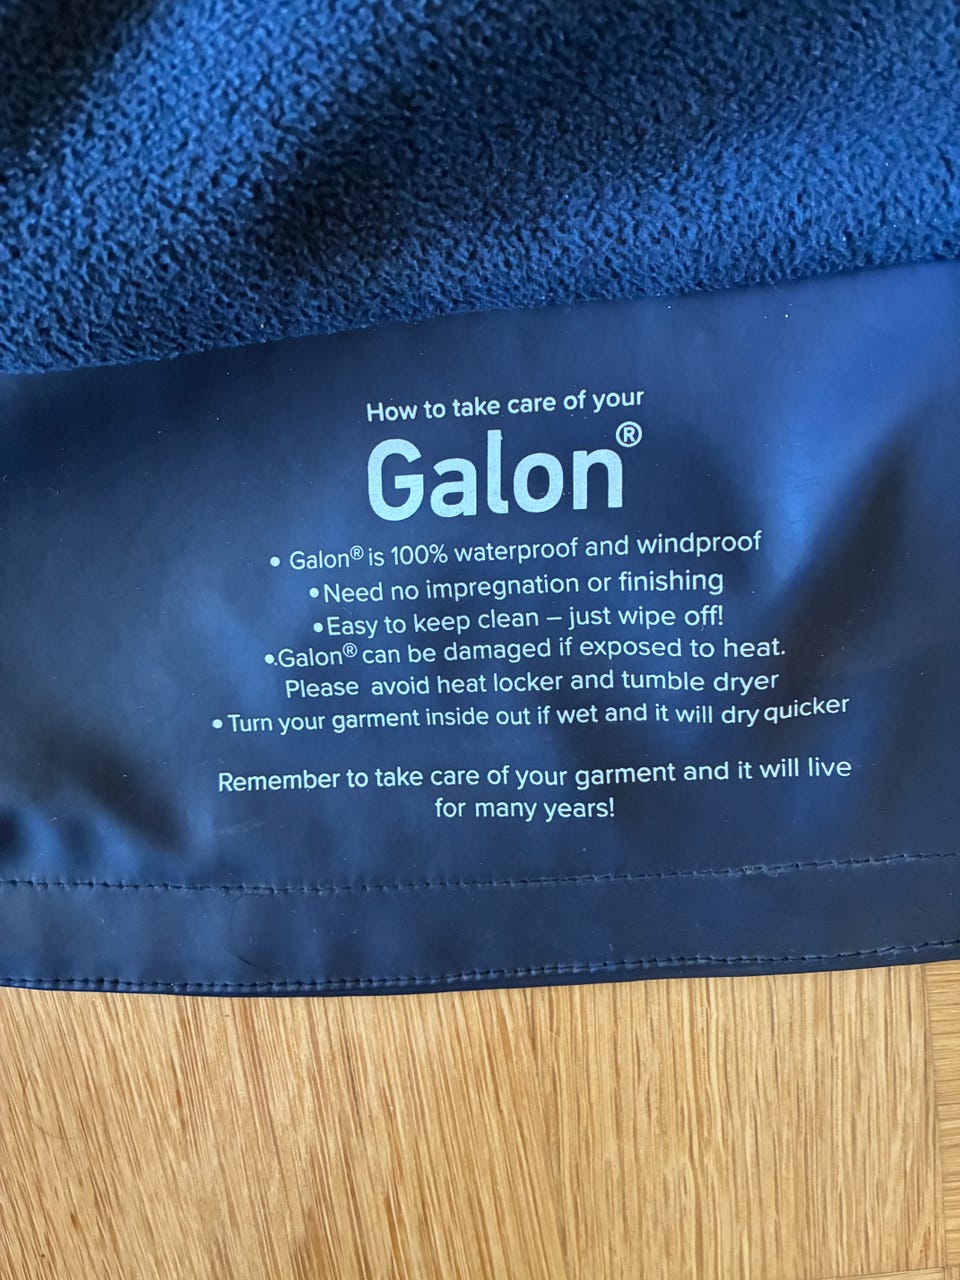 How to take care of your
Galon®
• Galon® is 100% waterproof and windproof
•Need no impregnation or finishing
•Easy to keep clean – just wipe off!
•.Galon® can be damaged if exposed to heat.
Please avoid heat locker and tumble dryer
• Turn your garment inside out if wet and it will dry quicker
Remember to take care of your garment and it will live
for many years!